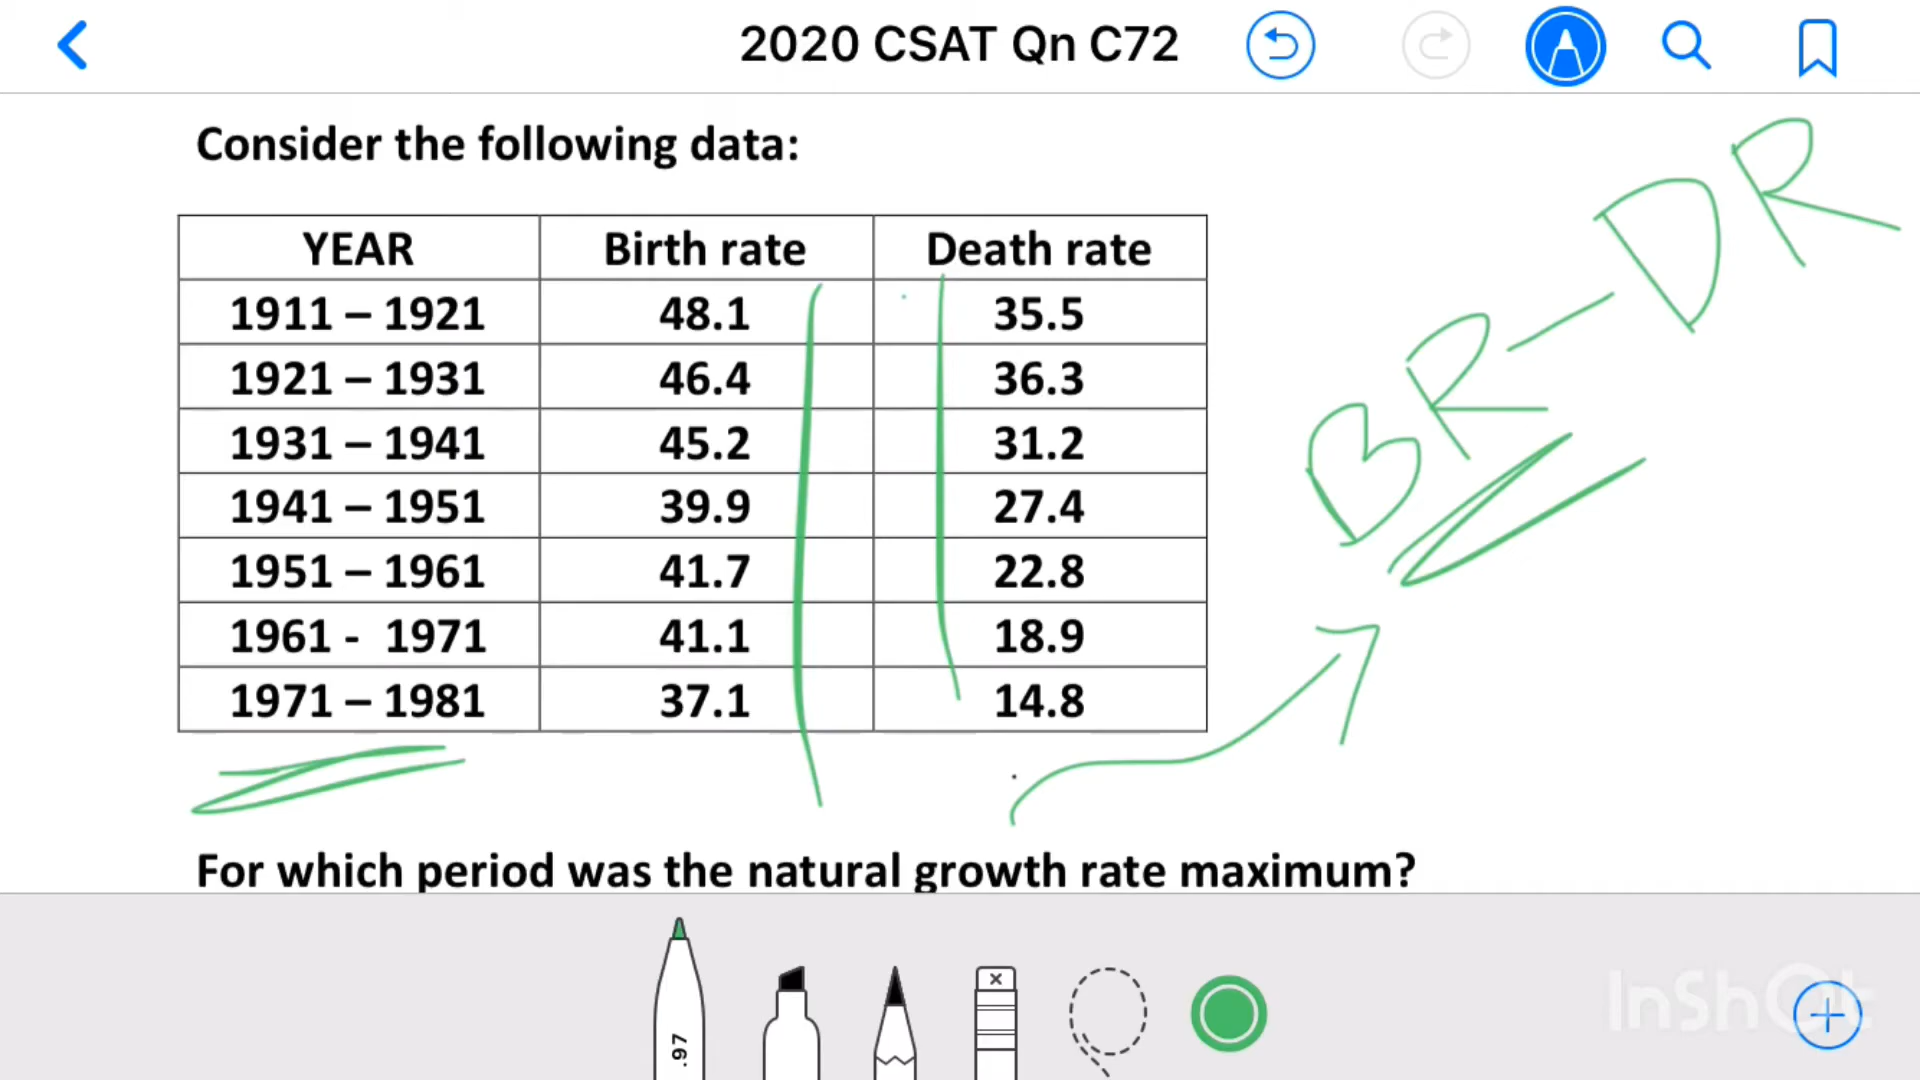 2020 CSAT Qn C72
Consider the following data:
YEAR Birth rate Death rate
1911 – 1921 48.1 35.5
1921 – 1931 46.4 36.3
1931 – 1941 45.2 31.2
1941 – 1951 39.9 27.4
1951 – 1961 41.7 22.8
1961 - 1971 41.1 18.9
1971 – 1981 37.1 14.8
BR-DR
For which period was the natural growth rate maximum?
.97
InShOt